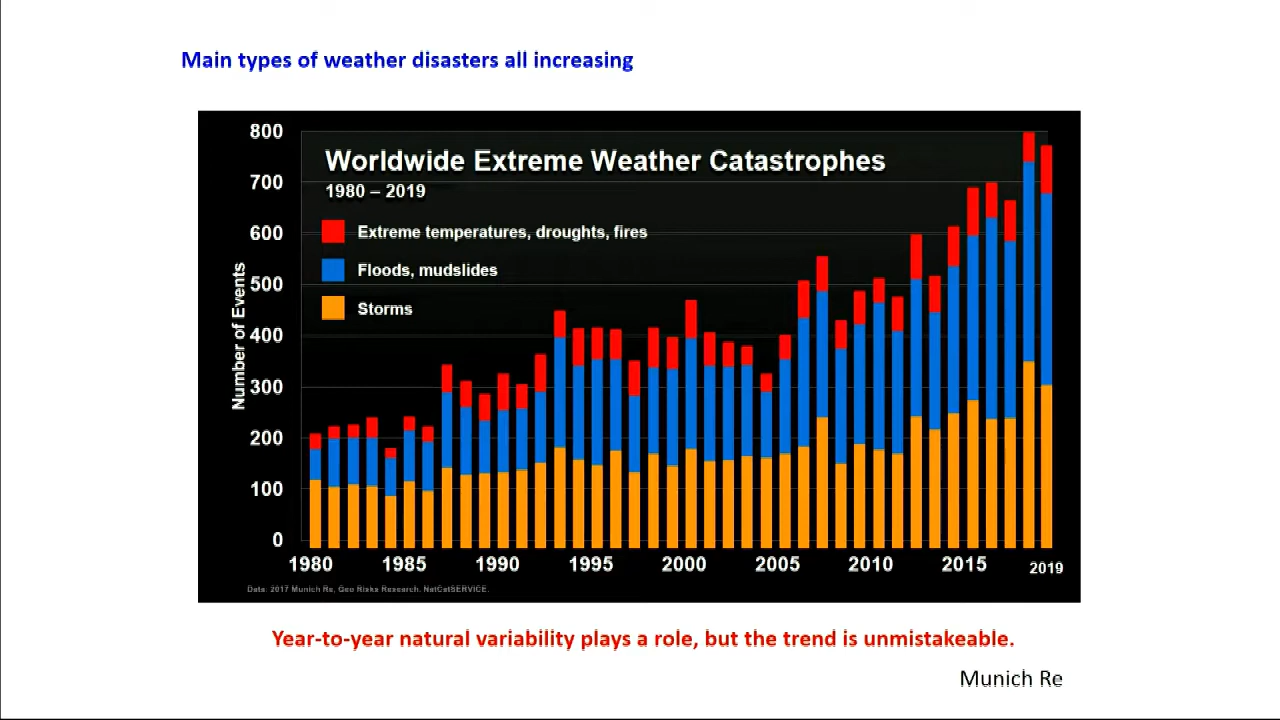 Main types of weather disasters all increasing
Worldwide Extreme Weather Catastrophes
1980 – 2019
Extreme temperatures, droughts, fires
Floods, mudslides
Storms
Number of Events
800
700
600
500
400
300
200
100
0
1980 1985 1990 1995 2000 2005 2010 2015 2019
Data: 2017 Munich Re, Geo Risks Research, NatCatSERVICE.
Year-to-year natural variability plays a role, but the trend is unmistakeable.
Munich Re